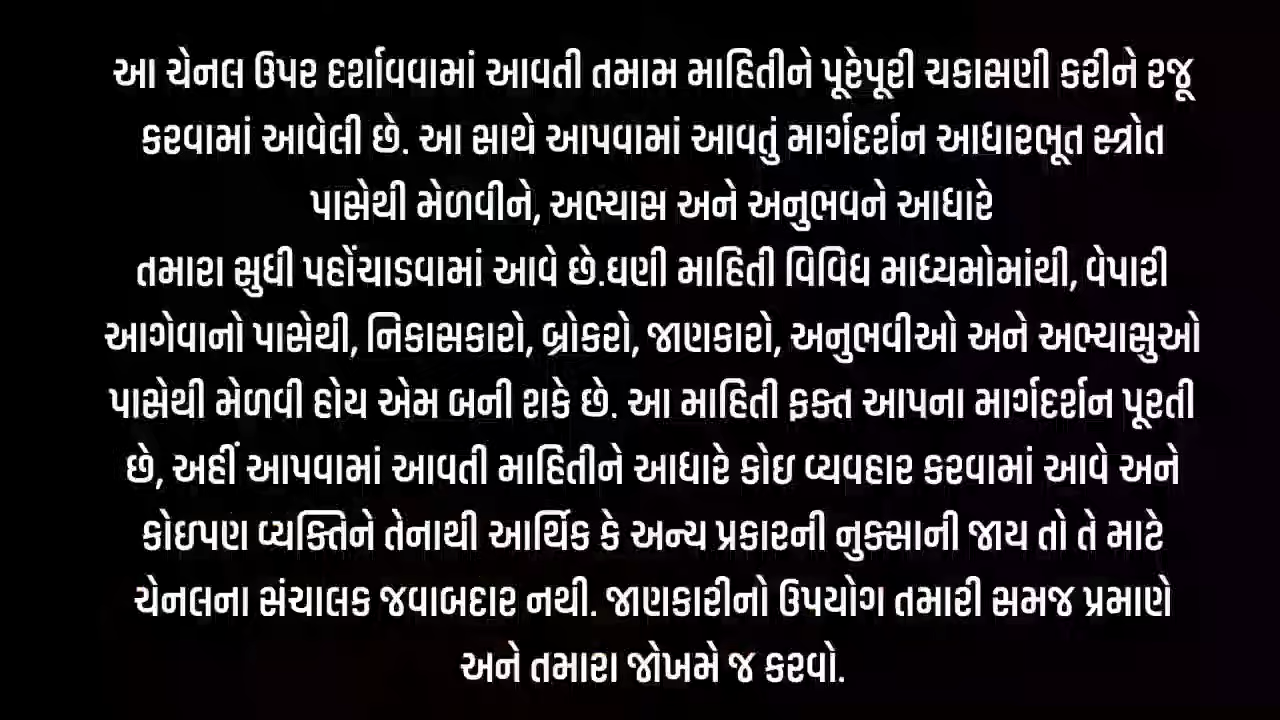 આ ચેનલ ઉપર દર્શાવવામાં આવતી તમામ માહિતીને પૂરેપૂરી ચકાસણી કરીને રજૂ
કરવામાં આવેલી છે. આ સાથે આપવામાં આવતું માર્ગદર્શન આધારભૂત સ્ત્રોત
પાસેથી મેળવીને, અભ્યાસ અને અનુભવને આધારે
તમારા સુધી પહોંચાડવામાં આવે છે.ઘણી માહિતી વિવિધ માધ્યમોમાંથી, વેપારી
આગેવાનો પાસેથી, નિકાસકારો, બ્રોકરો, જાણકારો, અનુભવીઓ અને અભ્યાસુઓ
પાસેથી મેળવી હોય એમ બની શકે છે. આ માહિતી ફક્ત આપના માર્ગદર્શન પૂરતી
છે, અહીં આપવામાં આવતી માહિતીને આધારે કોઇ વ્યવહાર કરવામાં આવે અને
કોઇપણ વ્યક્તિને તેનાથી આર્થિક કે અન્ય પ્રકારની નુક્સાની જાય તો તે માટે
ચેનલના સંચાલક જવાબદાર નથી. જાણકારીનો ઉપયોગ તમારી સમજ પ્રમાણે
અને તમારા જોખમે જ કરવો.